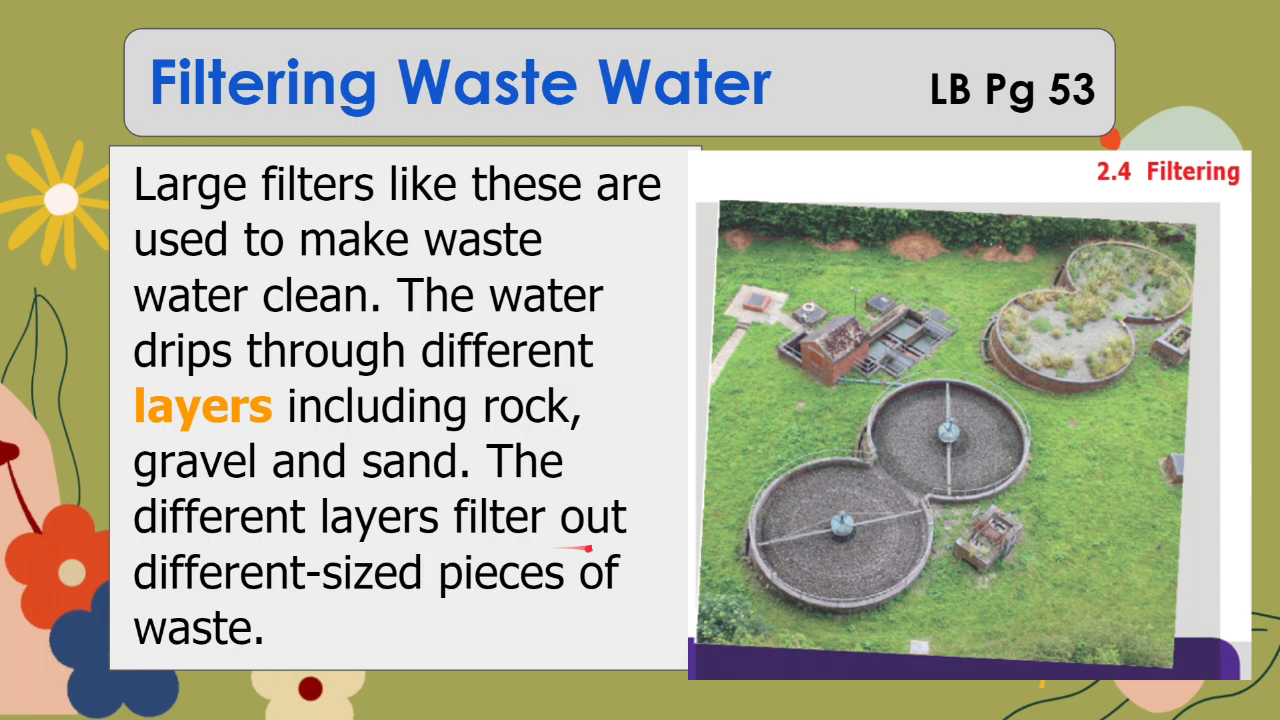 Filtering Waste Water LB Pg 53
Large filters like these are
used to make waste
water clean. The water
drips through different
layers including rock,
gravel and sand. The
different layers filter out
different-sized pieces of
waste.
2.4 Filtering